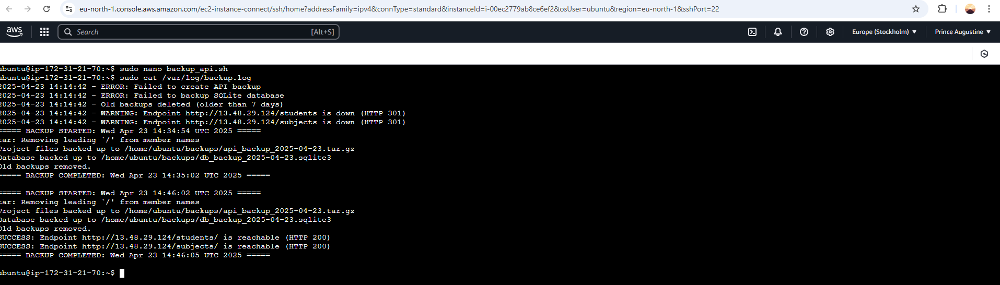 eu-north-1.console.aws.amazon.com/ec2-instance-connect/ssh/home?addressFamily=ipv4&connType=standard&instanceId=i-00ec2779ab8ce6ef2&osUser=ubuntu&region=eu-north-1&sshPort=22
aws Search [Alt+S] Europe (Stockholm) Prince Augustine
ubuntu@ip-172-31-21-70:~$ sudo nano backup_api.sh
ubuntu@ip-172-31-21-70:~$ sudo cat /var/log/backup.log
2025-04-23 14:14:42 - ERROR: Failed to create API backup
2025-04-23 14:14:42 - ERROR: Failed to backup SQLite database
2025-04-23 14:14:42 - Old backups deleted (older than 7 days)
2025-04-23 14:14:42 - WARNING: Endpoint http://13.48.29.124/students is down (HTTP 301)
2025-04-23 14:14:42 - WARNING: Endpoint http://13.48.29.124/subjects is down (HTTP 301)
===== BACKUP STARTED: Wed Apr 23 14:34:54 UTC 2025 =====
tar: Removing leading `/' from member names
Project files backed up to /home/ubuntu/backups/api_backup_2025-04-23.tar.gz
Database backed up to /home/ubuntu/backups/db_backup_2025-04-23.sqlite3
Old backups removed.
===== BACKUP COMPLETED: Wed Apr 23 14:35:02 UTC 2025 =====
===== BACKUP STARTED: Wed Apr 23 14:46:02 UTC 2025 =====
tar: Removing leading `/' from member names
Project files backed up to /home/ubuntu/backups/api_backup_2025-04-23.tar.gz
Database backed up to /home/ubuntu/backups/db_backup_2025-04-23.sqlite3
Old backups removed.
SUCCESS: Endpoint http://13.48.29.124/students/ is reachable (HTTP 200)
SUCCESS: Endpoint http://13.48.29.124/subjects/ is reachable (HTTP 200)
===== BACKUP COMPLETED: Wed Apr 23 14:46:05 UTC 2025 =====
ubuntu@ip-172-31-21-70:~$